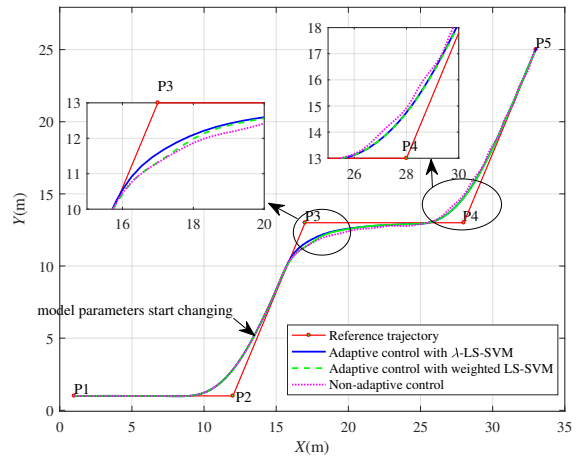 25
20
15
10
5
0
Y(m)
0
5
10
15
20
25
30
35
X(m)
P1
P2
P3
P4
P5
model parameters start changing
P3
13
12
11
10
16
18
20
18
17
16
15
14
13
26
28
30
P4
Reference trajectory
Adaptive control with λ-LS-SVM
Adaptive control with weighted LS-SVM
Non-adaptive control